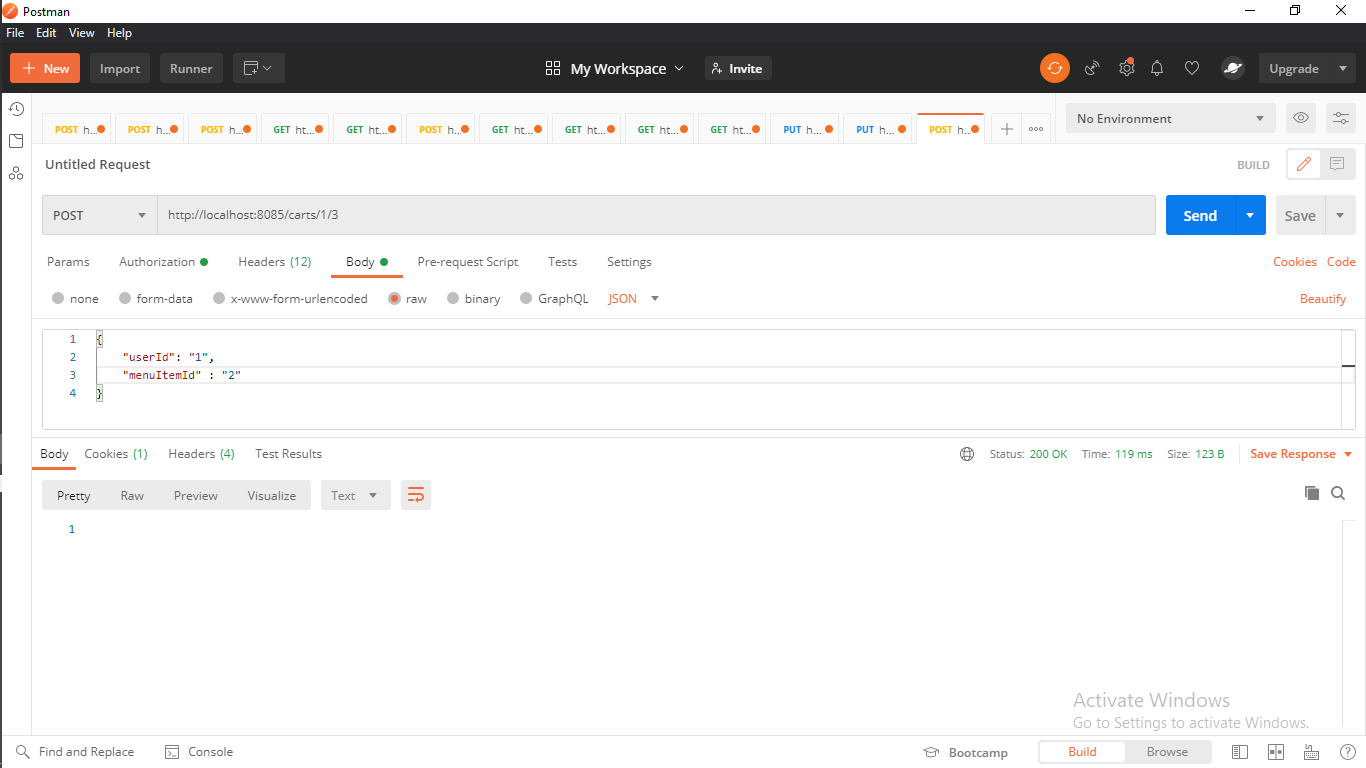 Postman
File Edit View Help
New Import Runner My Workspace Invite Upgrade
POST h... POST h... POST h... GET ht... GET ht... POST h... GET ht... GET ht... GET ht... GET ht... PUT h... PUT h... POST h... No Environment
Untitled Request BUILD
POST http://localhost:8085/carts/1/3 Send Save
Params Authorization Headers (12) Body Pre-request Script Tests Settings Cookies Code
none form-data x-www-form-urlencoded raw binary GraphQL JSON Beautify
1 {
2 "userId": "1",
3 "menuItemId" : "2"
4 }
Body Cookies (1) Headers (4) Test Results Status: 200 OK Time: 119 ms Size: 123 B Save Response
Pretty Raw Preview Visualize Text
1
Activate Windows
Go to Settings to activate Windows.
Find and Replace Console Bootcamp Build Browse